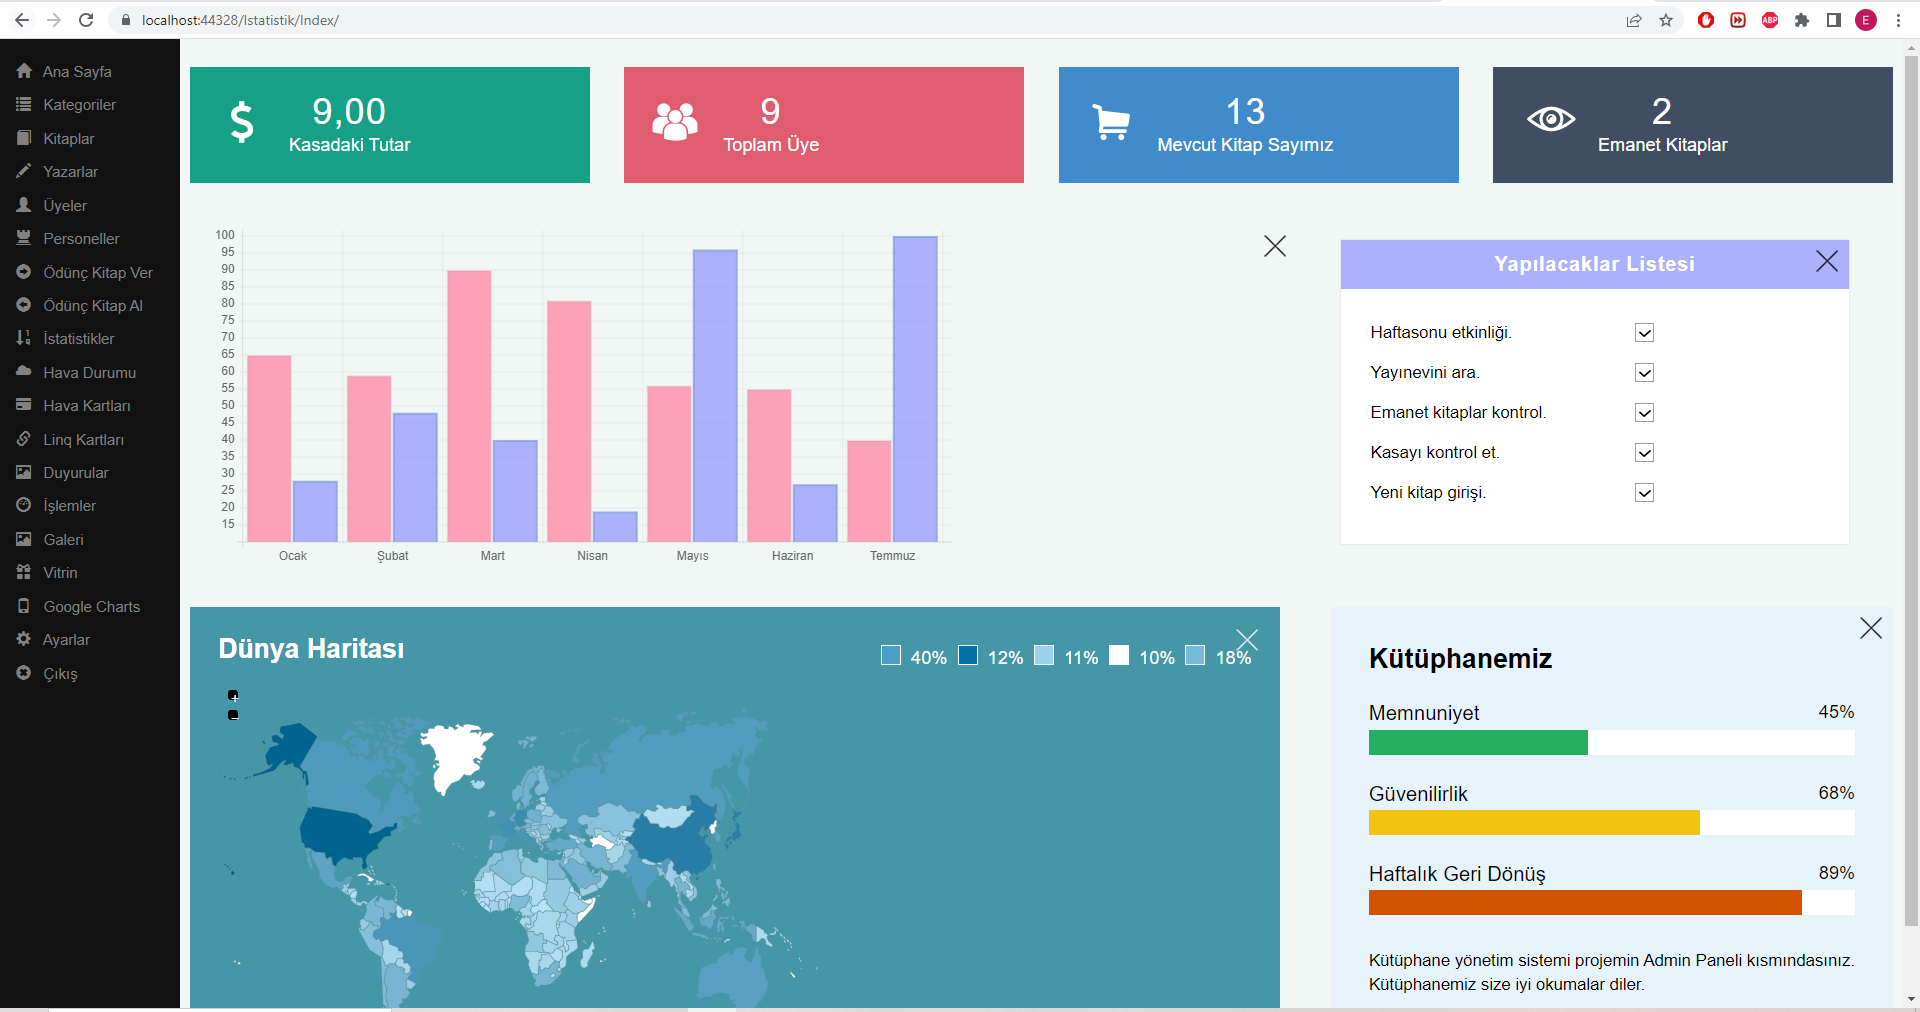 localhost:44328/Istatistik/Index/
ABP
E
Ana Sayfa
Kategoriler
Kitaplar
Yazarlar
Üyeler
Personeller
Ödünç Kitap Ver
Ödünç Kitap Al
İstatistikler
Hava Durumu
Hava Kartları
Linq Kartları
Duyurular
İşlemler
Galeri
Vitrin
Google Charts
Ayarlar
Çıkış
$
9,00
Kasadaki Tutar
9
Toplam Üye
13
Mevcut Kitap Sayımız
2
Emanet Kitaplar
100
95
90
85
80
75
70
65
60
55
50
45
40
35
30
25
20
15
Ocak Şubat Mart Nisan Mayıs Haziran Temmuz
Yapılacaklar Listesi
Haftasonu etkinliği.
Yayınevini ara.
Emanet kitaplar kontrol.
Kasayı kontrol et.
Yeni kitap girişi.
Dünya Haritası
40% 12% 11% 10% 18%
+
−
Kütüphanemiz
Memnuniyet 45%
Güvenilirlik 68%
Haftalık Geri Dönüş 89%
Kütüphane yönetim sistemi projemin Admin Paneli kısmındasınız.
Kütüphanemiz size iyi okumalar diler.